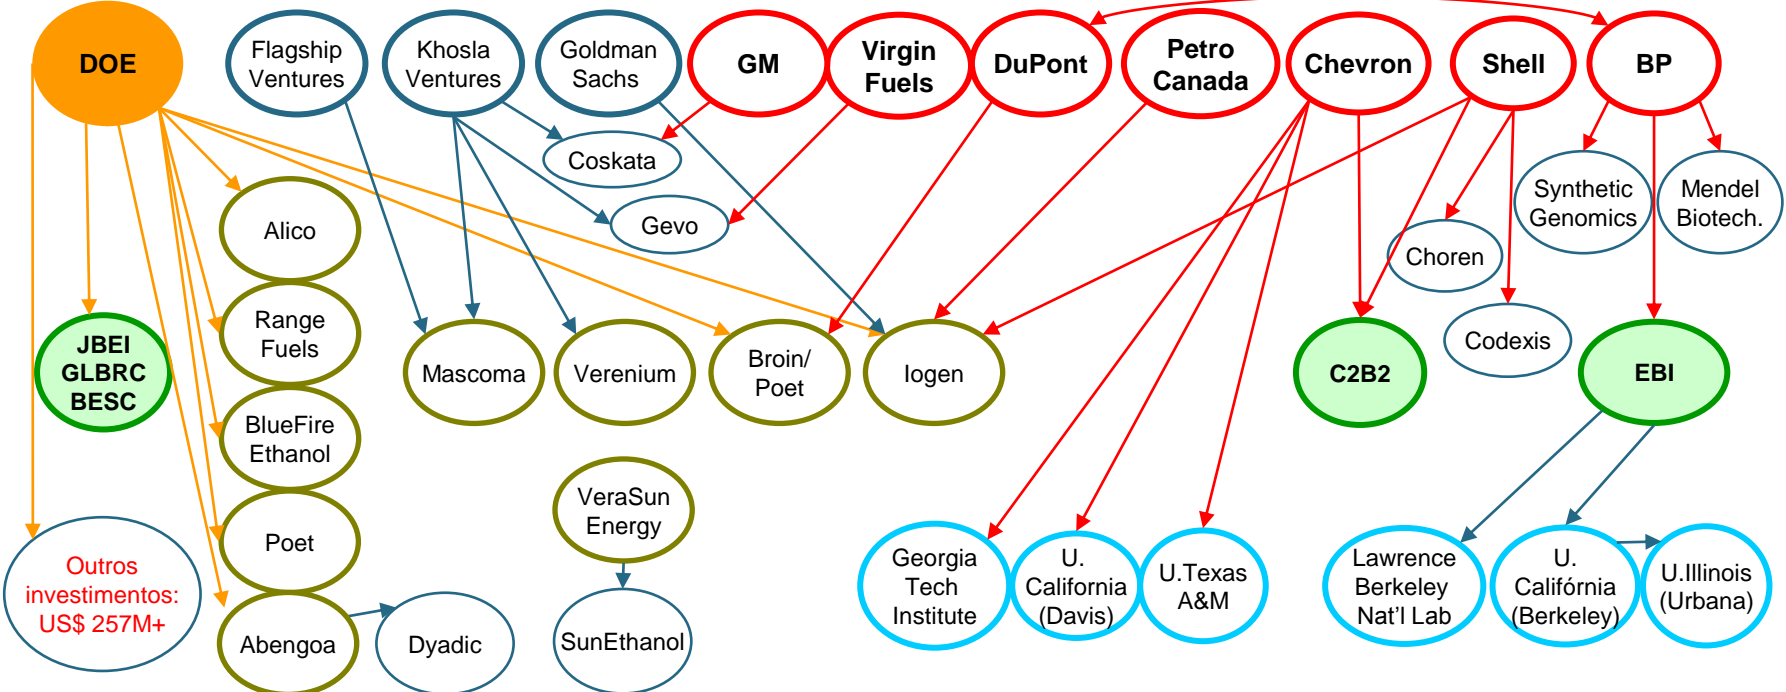 DOE
Flagship
Ventures
Khosla
Ventures
Goldman
Sachs
GM
Virgin
Fuels
DuPont
Petro
Canada
Chevron
Shell
BP
Coskata
Gevo
Synthetic
Genomics
Mendel
Biotech.
Choren
Codexis
Alico
Range
Fuels
BlueFire
Ethanol
Poet
Abengoa
JBEI
GLBRC
BESC
Mascoma
Verenium
Broin/
Poet
Iogen
C2B2
EBI
VeraSun
Energy
SunEthanol
Dyadic
Outros
investimentos:
US$ 257M+
Georgia
Tech
Institute
U.
California
(Davis)
U.Texas
A&M
Lawrence
Berkeley
Nat'l Lab
U.
Califórnia
(Berkeley)
U.Illinois
(Urbana)